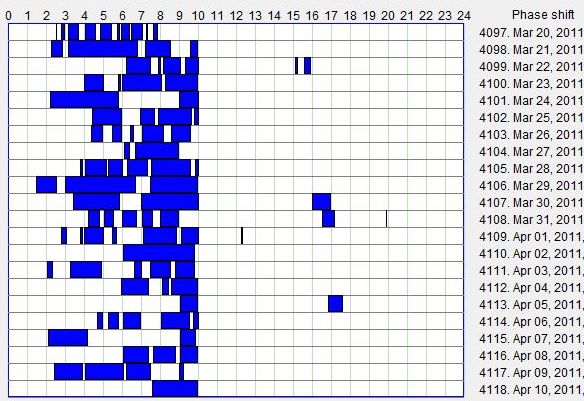 0 1 2 3 4 5 6 7 8 9 10 11 12 13 14 15 16 17 18 19 20 21 22 23 24 Phase shift
4097. Mar 20, 2011
4098. Mar 21, 2011
4099. Mar 22, 2011
4100. Mar 23, 2011
4101. Mar 24, 2011
4102. Mar 25, 2011
4103. Mar 26, 2011
4104. Mar 27, 2011
4105. Mar 28, 2011
4106. Mar 29, 2011
4107. Mar 30, 2011
4108. Mar 31, 2011
4109. Apr 01, 2011,
4110. Apr 02, 2011,
4111. Apr 03, 2011,
4112. Apr 04, 2011,
4113. Apr 05, 2011,
4114. Apr 06, 2011,
4115. Apr 07, 2011,
4116. Apr 08, 2011,
4117. Apr 09, 2011,
4118. Apr 10, 2011,